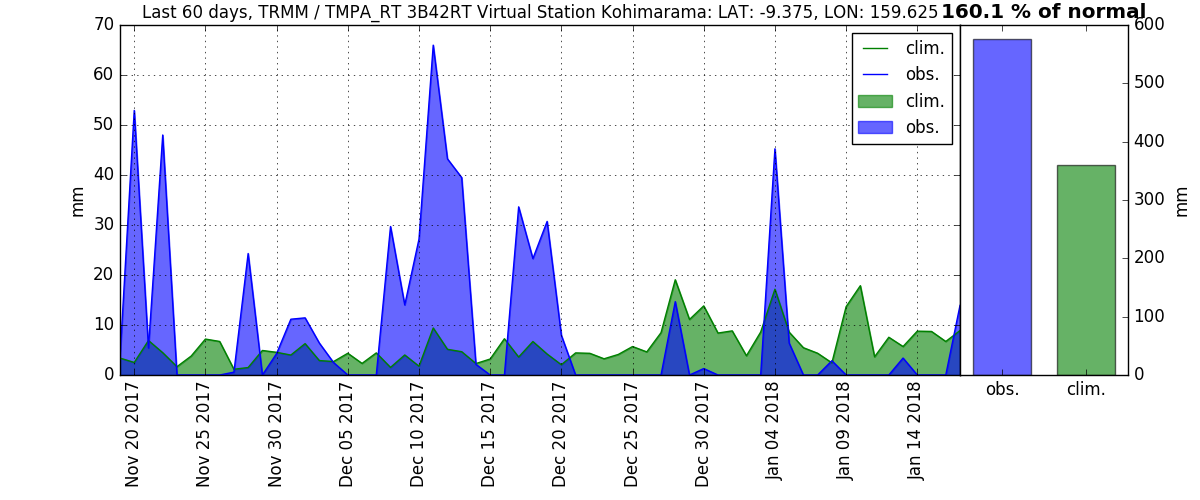 Last 60 days, TRMM / TMPA_RT 3B42RT Virtual Station Kohimarama: LAT: -9.375, LON: 159.625
160.1 % of normal
70
60
50
40
30
20
10
0
mm
clim.
obs.
clim.
obs.
Nov 20 2017
Nov 25 2017
Nov 30 2017
Dec 05 2017
Dec 10 2017
Dec 15 2017
Dec 20 2017
Dec 25 2017
Dec 30 2017
Jan 04 2018
Jan 09 2018
Jan 14 2018
600
500
400
300
200
100
0
mm
obs.
clim.